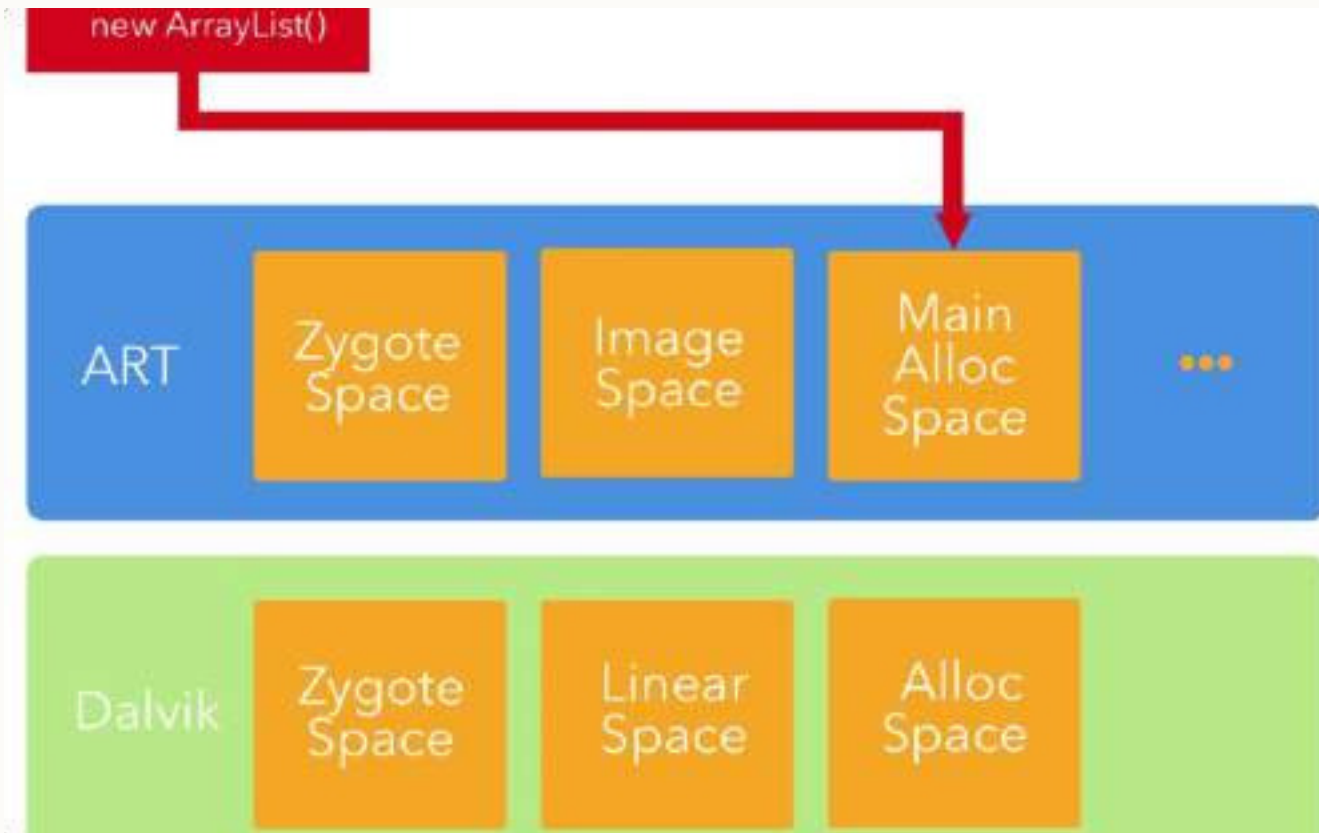 new ArrayList()
ART
Zygote
Space
Image
Space
Main
Alloc
Space
...
Dalvik
Zygote
Space
Linear
Space
Alloc
Space